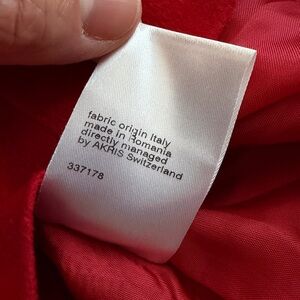 fabric origin Italy
made in Romania
directly managed
by AKRIS Switzerland
337178